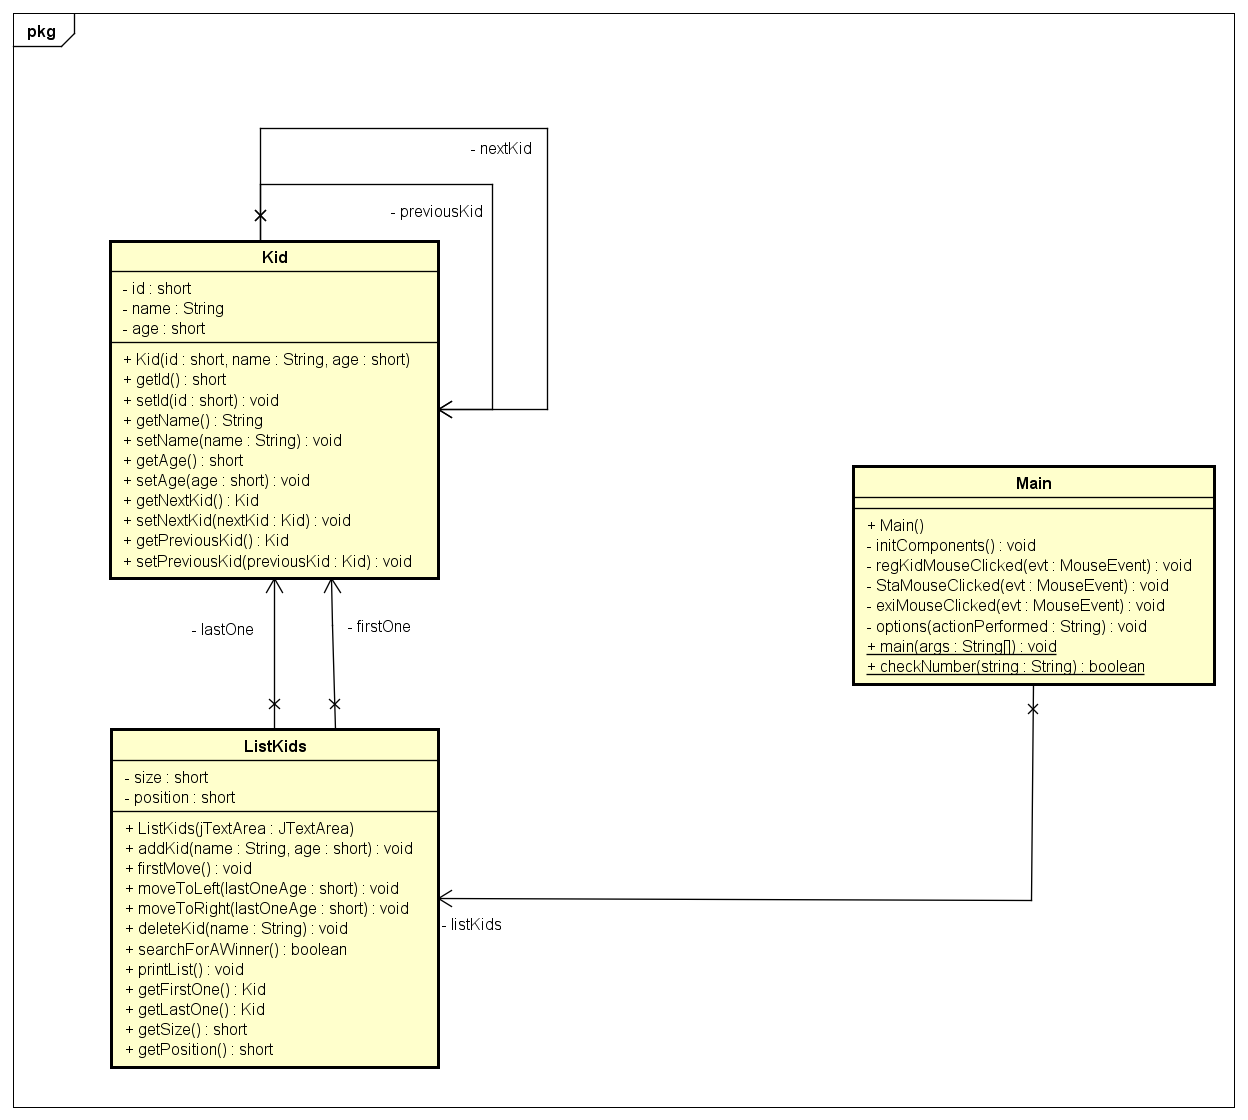 pkg
- nextKid
- previousKid
Kid
- id : short
- name : String
- age : short
+ Kid(id : short, name : String, age : short)
+ getId() : short
+ setId(id : short) : void
+ getName() : String
+ setName(name : String) : void
+ getAge() : short
+ setAge(age : short) : void
+ getNextKid() : Kid
+ setNextKid(nextKid : Kid) : void
+ getPreviousKid() : Kid
+ setPreviousKid(previousKid : Kid) : void
Main
+ Main()
- initComponents() : void
- regKidMouseClicked(evt : MouseEvent) : void
- StaMouseClicked(evt : MouseEvent) : void
- exiMouseClicked(evt : MouseEvent) : void
- options(actionPerformed : String) : void
+ main(args : String[]) : void
+ checkNumber(string : String) : boolean
- lastOne
- firstOne
ListKids
- size : short
- position : short
+ ListKids(jTextArea : JTextArea)
+ addKid(name : String, age : short) : void
+ firstMove() : void
+ moveToLeft(lastOneAge : short) : void
+ moveToRight(lastOneAge : short) : void
+ deleteKid(name : String) : void
+ searchForAWinner() : boolean
+ printList() : void
+ getFirstOne() : Kid
+ getLastOne() : Kid
+ getSize() : short
+ getPosition() : short
- listKids